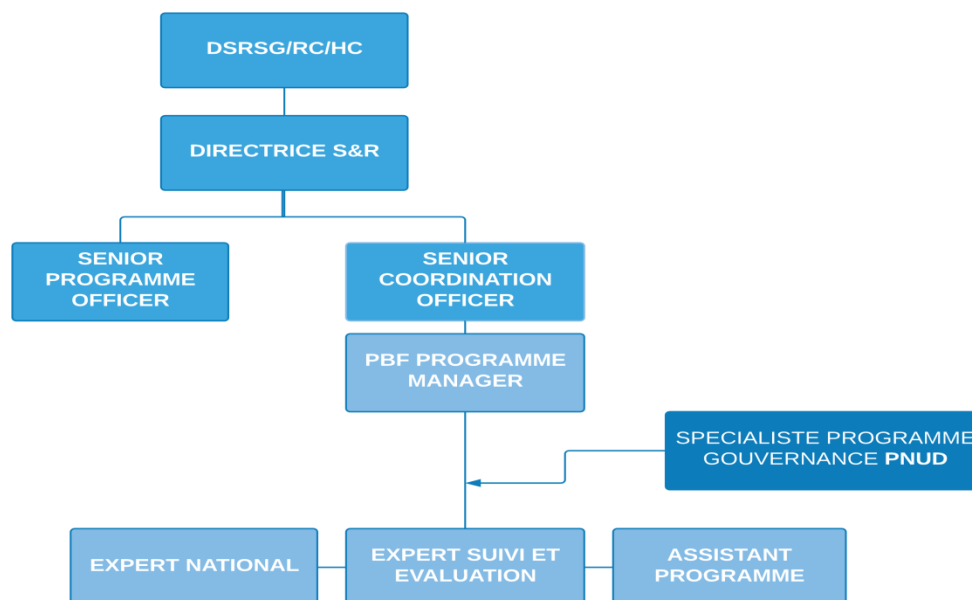 DSRSG/RC/HC
DIRECTRICE S&R
SENIOR
PROGRAMME
OFFICER
SENIOR
COORDINATION
OFFICER
PBF PROGRAMME
MANAGER
SPECIALISTE PROGRAMME
GOUVERNANCE PNUD
EXPERT NATIONAL
EXPERT SUIVI ET
EVALUATION
ASSISTANT
PROGRAMME